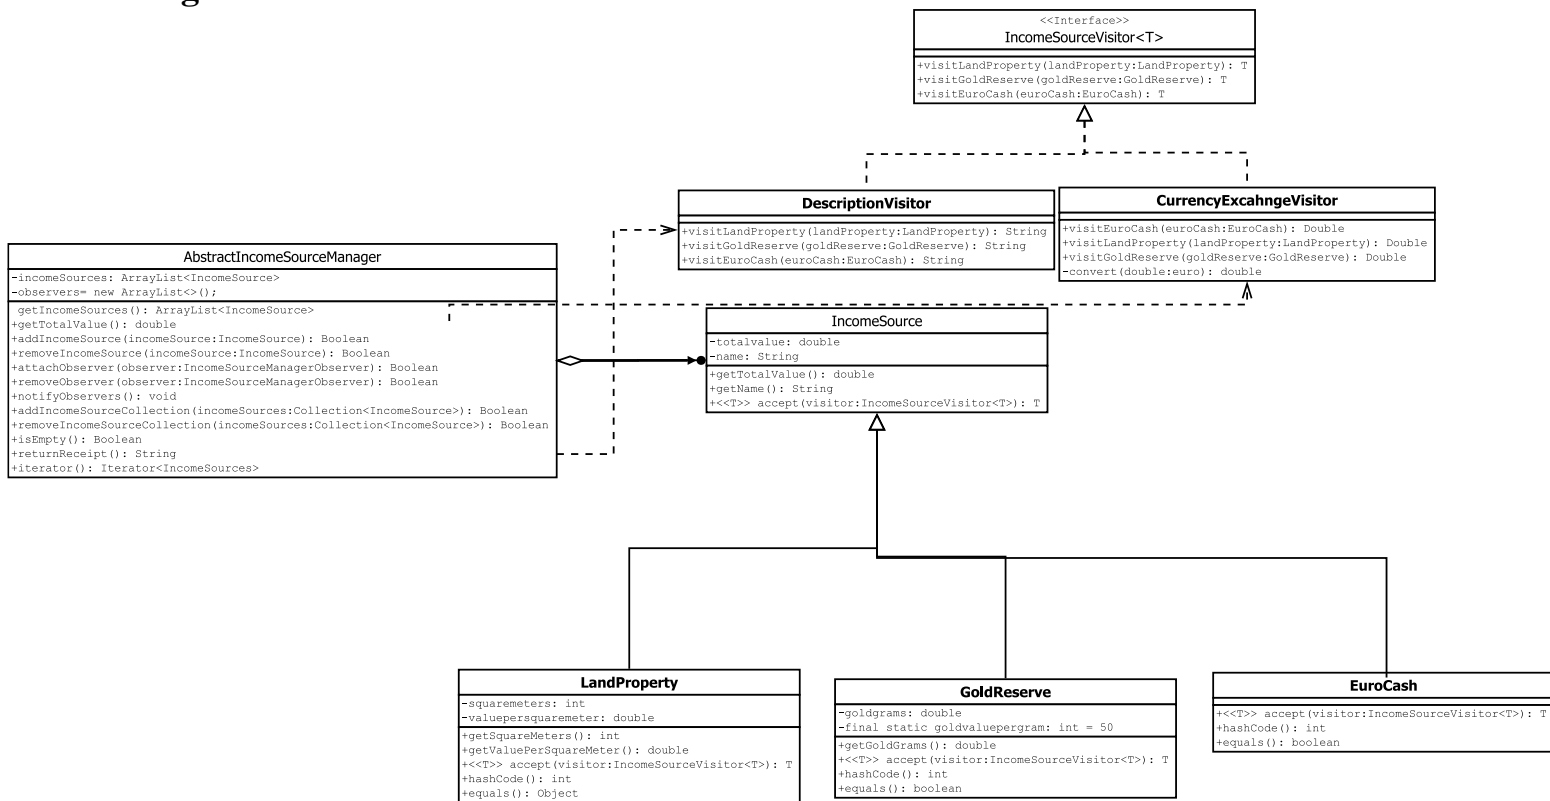 <<Interface>>
IncomeSourceVisitor<T>
+visitLandProperty(landProperty:LandProperty): T
+visitGoldReserve(goldReserve:GoldReserve): T
+visitEuroCash(euroCash:EuroCash): T
DescriptionVisitor
+visitLandProperty(landProperty:LandProperty): String
+visitGoldReserve(goldReserve:GoldReserve): String
+visitEuroCash(euroCash:EuroCash): String
CurrencyExcahngeVisitor
+visitEuroCash(euroCash:EuroCash): Double
+visitLandProperty(landProperty:LandProperty): Double
+visitGoldReserve(goldReserve:GoldReserve): Double
-convert(double:euro): double
AbstractIncomeSourceManager
-incomeSources: ArrayList<IncomeSource>
-observers= new ArrayList<>();
getIncomeSources(): ArrayList<IncomeSource>
+getTotalValue(): double
+addIncomeSource(incomeSource:IncomeSource): Boolean
+removeIncomeSource(incomeSource:IncomeSource): Boolean
+attachObserver(observer:IncomeSourceManagerObserver): Boolean
+removeObserver(observer:IncomeSourceManagerObserver): Boolean
+notifyObservers(): void
+addIncomeSourceCollection(incomeSources:Collection<IncomeSource>): Boolean
+removeIncomeSourceCollection(incomeSources:Collection<IncomeSource>): Boolean
+isEmpty(): Boolean
+returnReceipt(): String
+iterator(): Iterator<IncomeSources>
IncomeSource
-totalvalue: double
-name: String
+getTotalValue(): double
+getName(): String
+<<T>> accept(visitor:IncomeSourceVisitor<T>): T
LandProperty
-squaremeters: int
-valuepersquaremeter: double
+getSquareMeters(): int
+getValuePerSquareMeter(): double
+<<T>> accept(visitor:IncomeSourceVisitor<T>): T
+hashCode(): int
+equals(): Object
GoldReserve
-goldgrams: double
-final static goldvaluepergram: int = 50
+getGoldGrams(): double
+<<T>> accept(visitor:IncomeSourceVisitor<T>): T
+hashCode(): int
+equals(): boolean
EuroCash
+<<T>> accept(visitor:IncomeSourceVisitor<T>): T
+hashCode(): int
+equals(): boolean